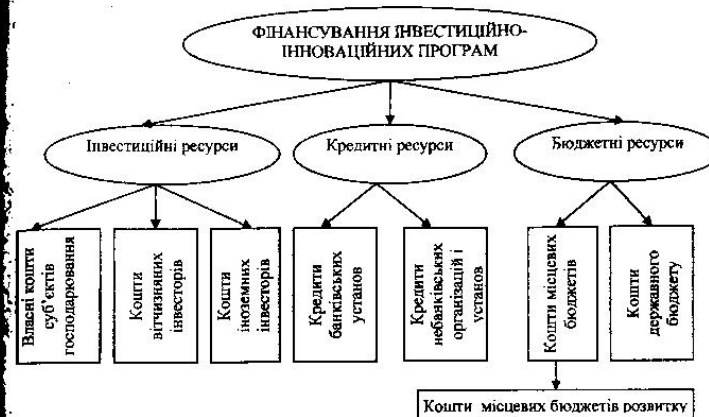 ФІНАНСУВАННЯ ІНВЕСТИЦІЙНО-
ІННОВАЦІЙНИХ ПРОГРАМ
Інвестиційні ресурси
Кредитні ресурси
Бюджетні ресурси
Власні кошти
суб'єктів
господарювання
Кошти
вітчизняних
інвесторів
Кошти
іноземних
інвесторів
Кредити
банківських
установ
Кредити
небанківських
організацій і
установ
Кошти місцевих
бюджетів
Кошти
державного
бюджету
Кошти місцевих бюджетів розвитку